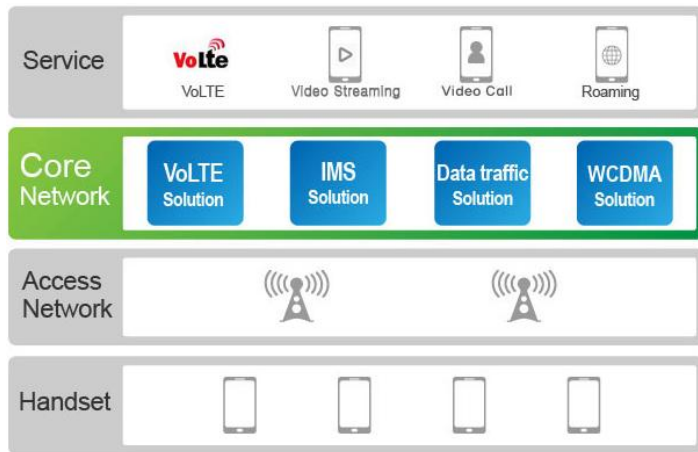 Service
VoLte
VoLTE
Video Streaming
Video Call
Roaming
Core
Network
VoLTE
Solution
IMS
Solution
Data traffic
Solution
WCDMA
Solution
Access
Network
Handset